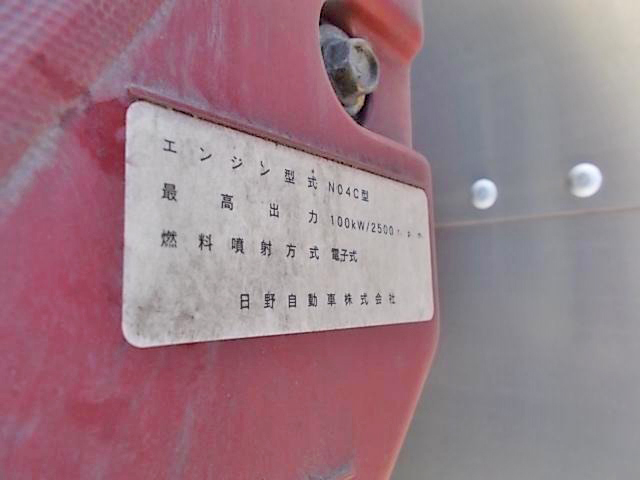 エンジン型式 N04C型
最高出力 100kW/2500r.p.m.
燃料噴射方式 電子式
日野自動車株式会社